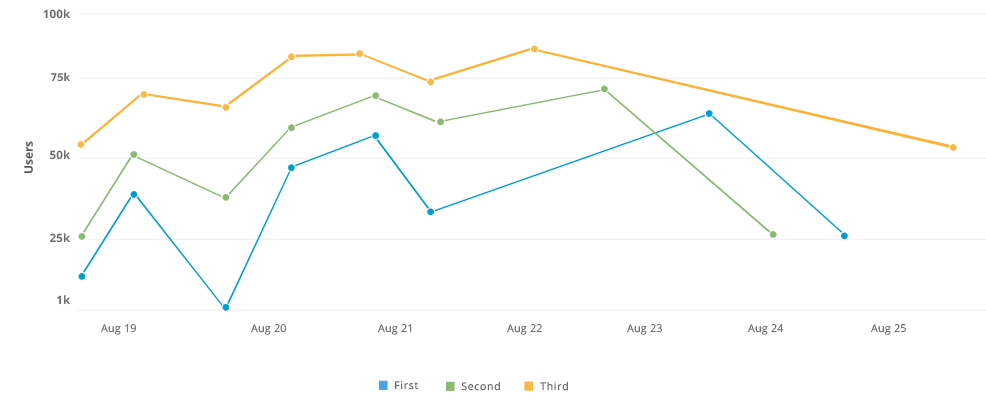 100k
75k
50k
25k
1k
Users
Aug 19 Aug 20 Aug 21 Aug 22 Aug 23 Aug 24 Aug 25
First Second Third